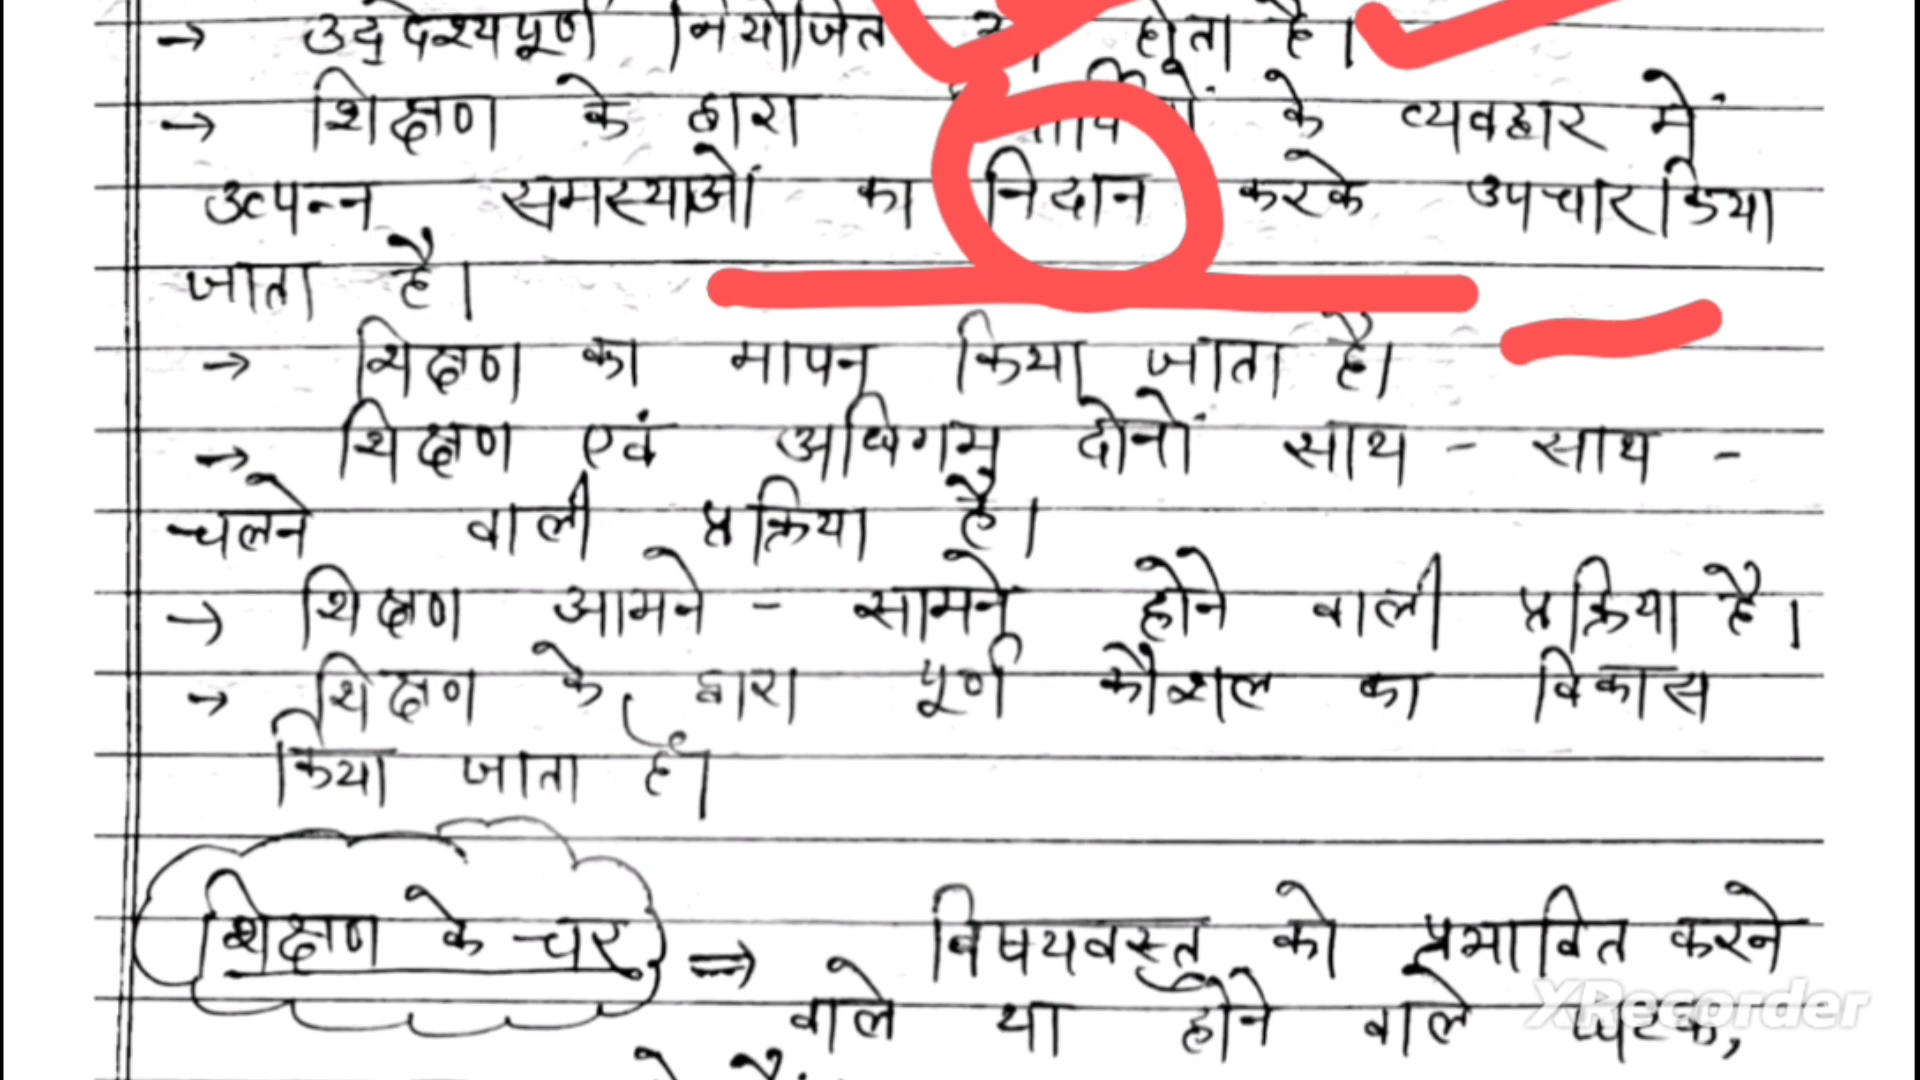 → उद्देश्यपूर्ण नियोजित होता है।
→ शिक्षण के द्वारा के व्यवहार में
उत्पन्न समस्याओं का निदान करके उपचार किया
जाता है।
→ शिक्षण का मापन किया जाता है।
→ शिक्षण एवं अधिगम दोनों साथ - साथ -
चलने वाली प्रक्रिया है।
→ शिक्षण आमने - सामने होने वाली प्रक्रिया है।
→ शिक्षण के द्वारा पूर्ण कौशल का विकास
किया जाता है।
शिक्षण के चर ⇒ विषयवस्तु को प्रभावित करने
वाले या होने वाले घटक,
XRecorder